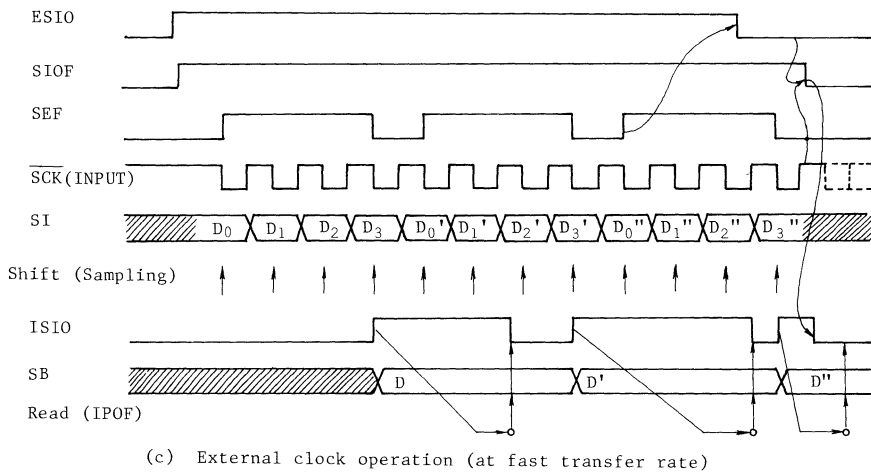 ESIO
SIOF
SEF
SCK(INPUT)
SI D0 D1 D2 D3 D0' D1' D2' D3' D0" D1" D2" D3"
Shift (Sampling)
ISIO
SB D D' D"
Read (IPOF)
(c) External clock operation (at fast transfer rate)